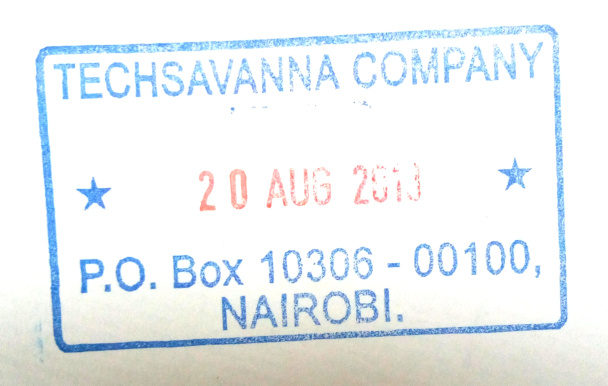 TECHSAVANNA COMPANY
20 AUG
P.O. Box 10306 - 00100,
NAIROBI.